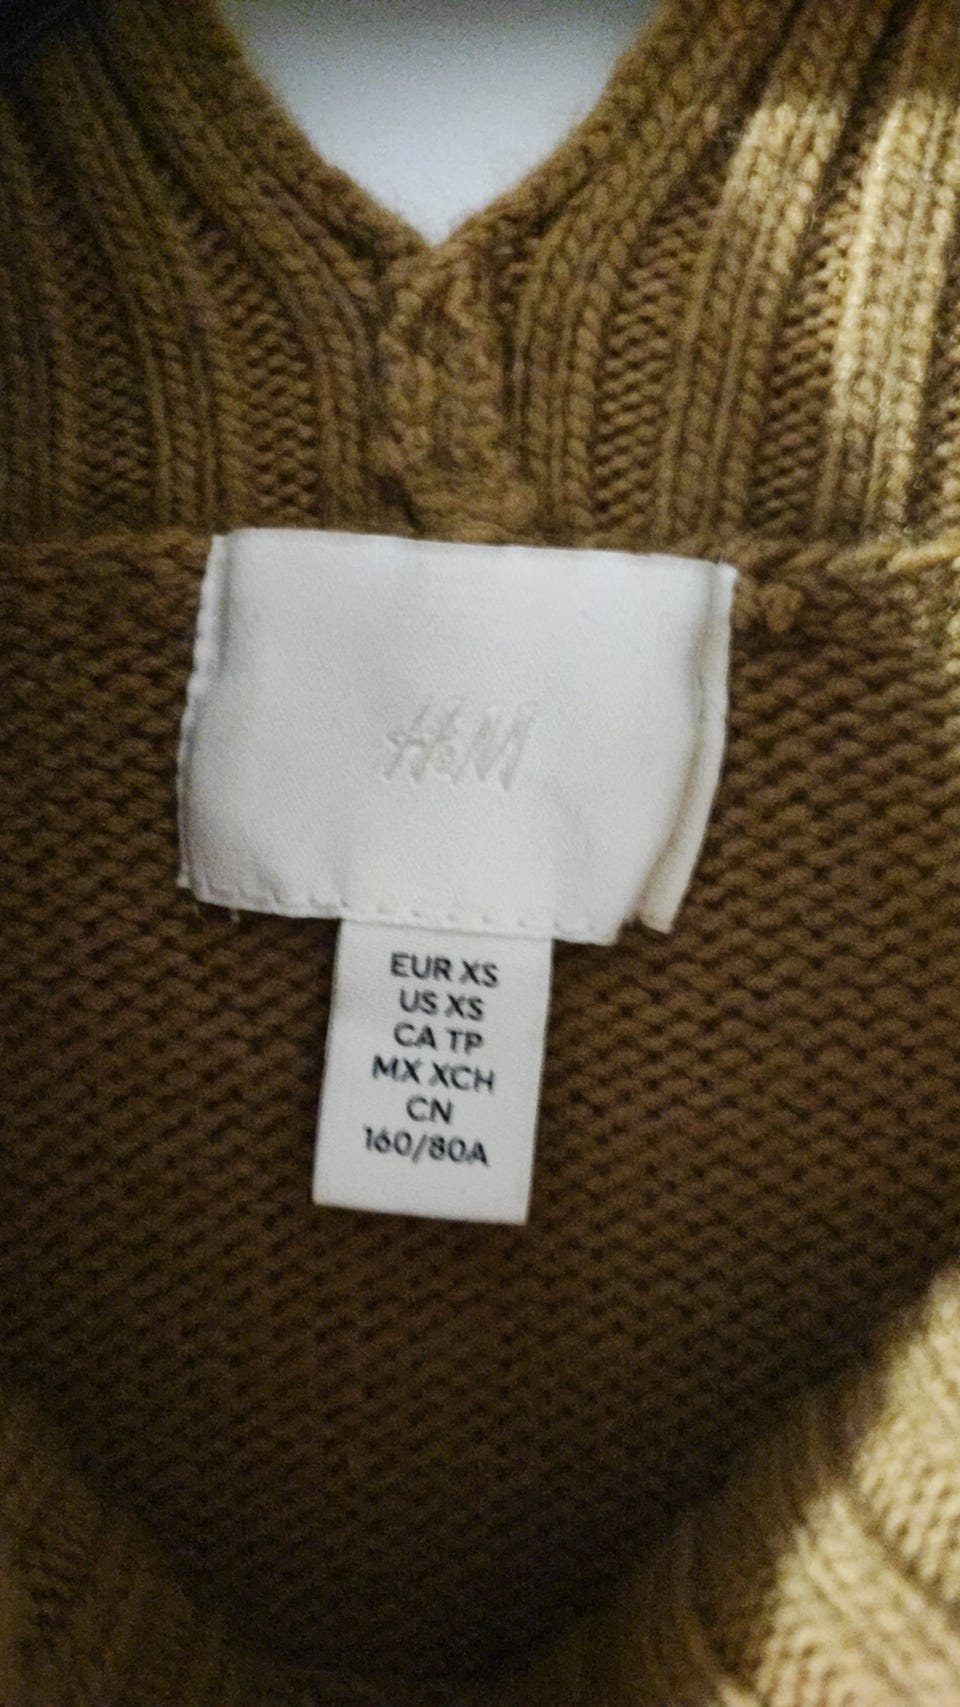 H&M
EUR XS
US XS
CA TP
MX XCH
CN
160/80A